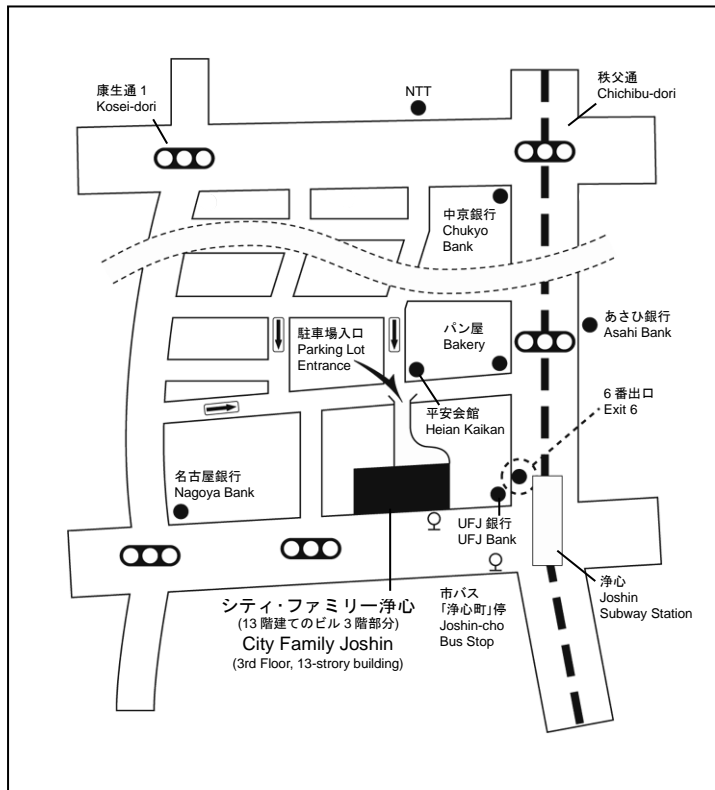 康生通 1
Kosei-dori
NTT
秩父通
Chichibu-dori
中京銀行
Chukyo
Bank
あさひ銀行
Asahi Bank
駐車場入口
Parking Lot
Entrance
パン屋
Bakery
6 番出口
Exit 6
平安会館
Heian Kaikan
名古屋銀行
Nagoya Bank
UFJ 銀行
UFJ Bank
シティ・ファミリー浄心
(13 階建てのビル 3 階部分)
City Family Joshin
(3rd Floor, 13-strory building)
市バス
「浄心町」停
Joshin-cho
Bus Stop
浄心
Joshin
Subway Station